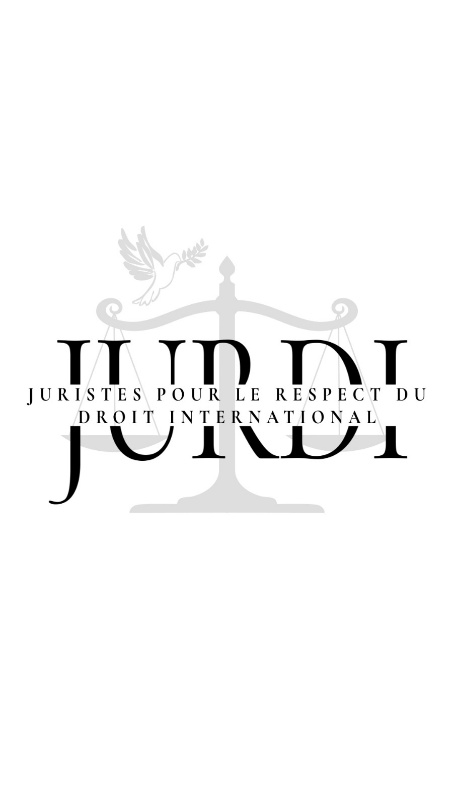 JURDI
JURISTES POUR LE RESPECT DU
DROIT INTERNATIONAL